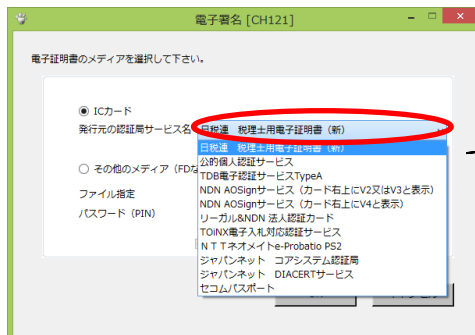 電子署名 [CH121]
電子証明書のメディアを選択して下さい。
ICカード
発行元の認証局サービス名
日税連 税理士用電子証明書（新）
日税連 税理士用電子証明書（新）
公的個人認証サービス
その他のメディア（FDな
TDB電子認証サービスTypeA
NDN AOSignサービス（カード右上にV2又はV3と表示）
ファイル指定
NDN AOSignサービス（カード右上にV4と表示）
パスワード（PIN）
リーガル&NDN 法人認証カード
TOiNX電子入札対応認証サービス
ＮＴＴネオメイトe-Probatio PS2
ジャパンネット コアシステム認証局
ジャパンネット DIACERTサービス
セコムパスポート